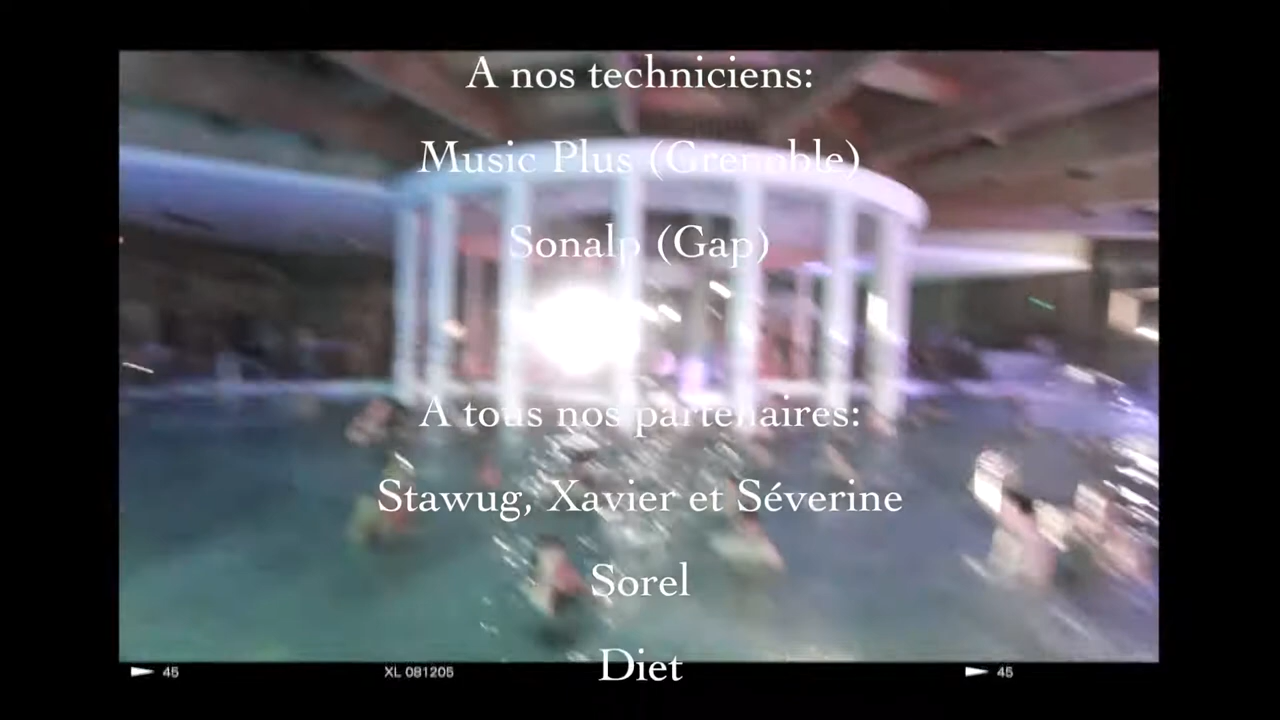 A nos techniciens:
Music Plus (Grenoble)
Sonalp (Gap)
A tous nos partenaires:
Stawug, Xavier et Séverine
Sorel
Diet
45
XL 081205
45